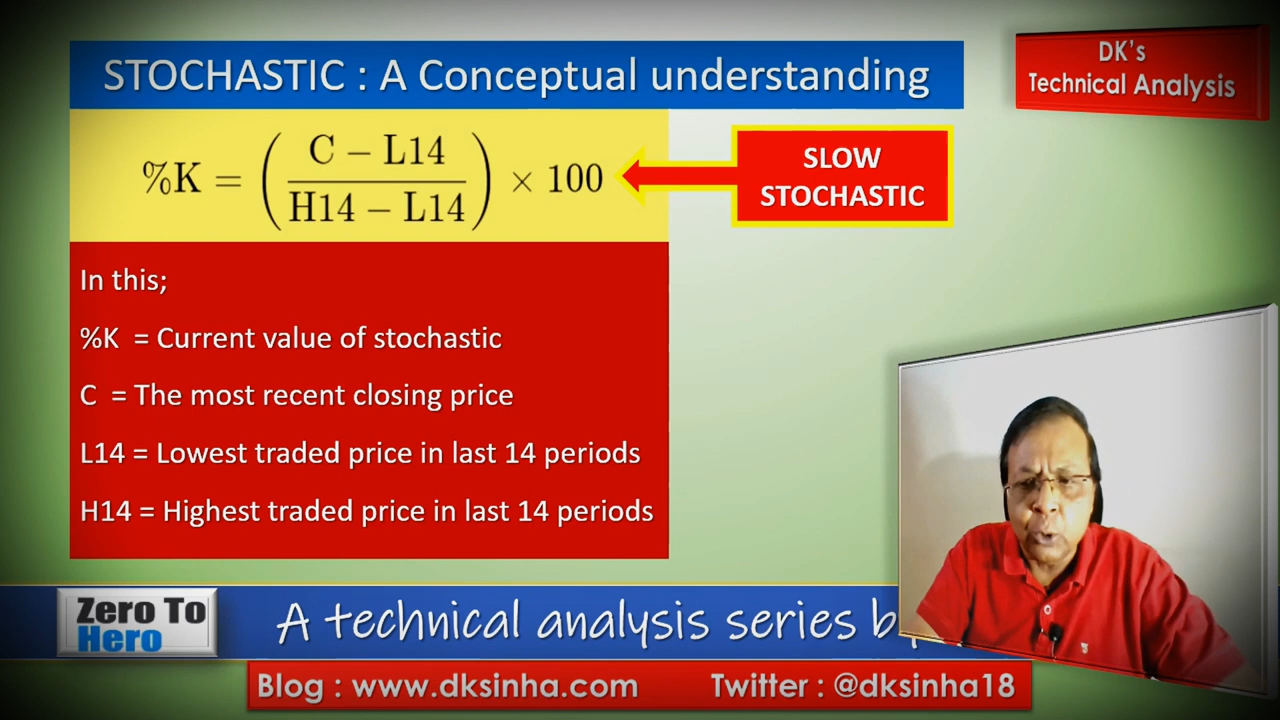 STOCHASTIC : A Conceptual understanding
DK's
Technical Analysis
%K = ( C − L14 / H14 − L14 ) × 100
SLOW
STOCHASTIC
In this;
%K = Current value of stochastic
C = The most recent closing price
L14 = Lowest traded price in last 14 periods
H14 = Highest traded price in last 14 periods
Zero To
Hero
A technical analysis series
Blog : www.dksinha.com Twitter : @dksinha18